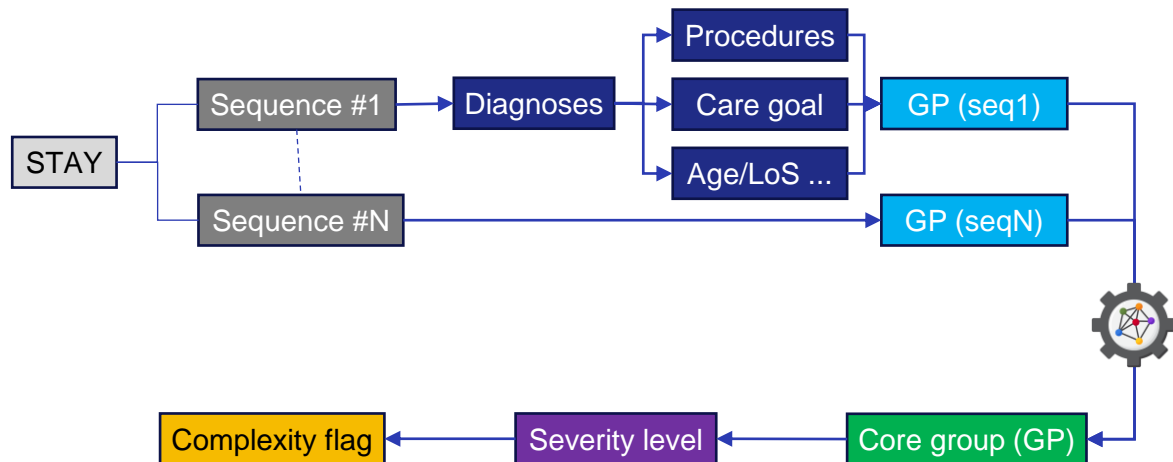 Procedures
Sequence #1
Diagnoses
Care goal
GP (seq1)
STAY
Age/LoS ...
Sequence #N
GP (seqN)
Complexity flag
Severity level
Core group (GP)